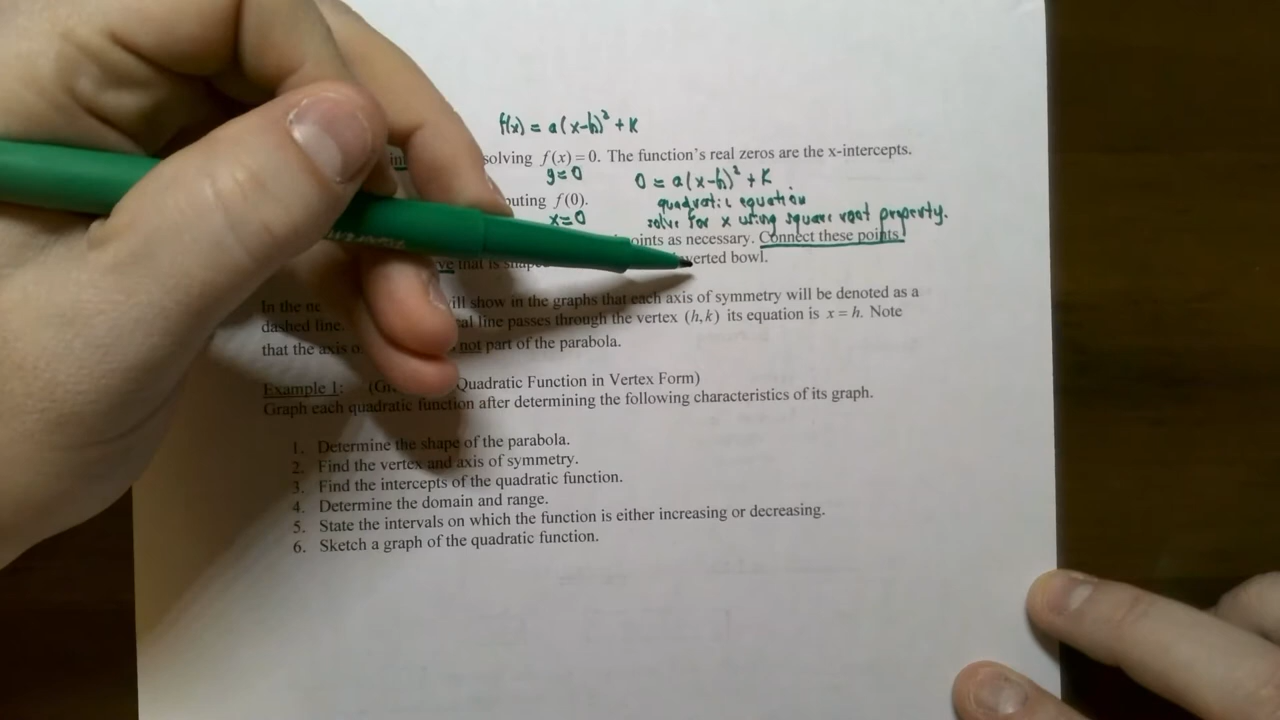 f(x) = a(x-h)² + k
solving f(x) = 0. The function's real zeros are the x-intercepts.
y=0 0 = a(x-h)² + k
f(0). quadratic equation
x=0 solve for x using square root property.
as necessary. Connect these points
that is bowl.
In the will show in the graphs that each axis of symmetry will be denoted as a
dashed line. line passes through the vertex (h,k) its equation is x = h. Note
that the axis not part of the parabola.
Example 1: Quadratic Function in Vertex Form)
Graph each quadratic function after determining the following characteristics of its graph.
1. Determine the shape of the parabola.
2. Find the vertex and axis of symmetry.
3. Find the intercepts of the quadratic function.
4. Determine the domain and range.
5. State the intervals on which the function is either increasing or decreasing.
6. Sketch a graph of the quadratic function.